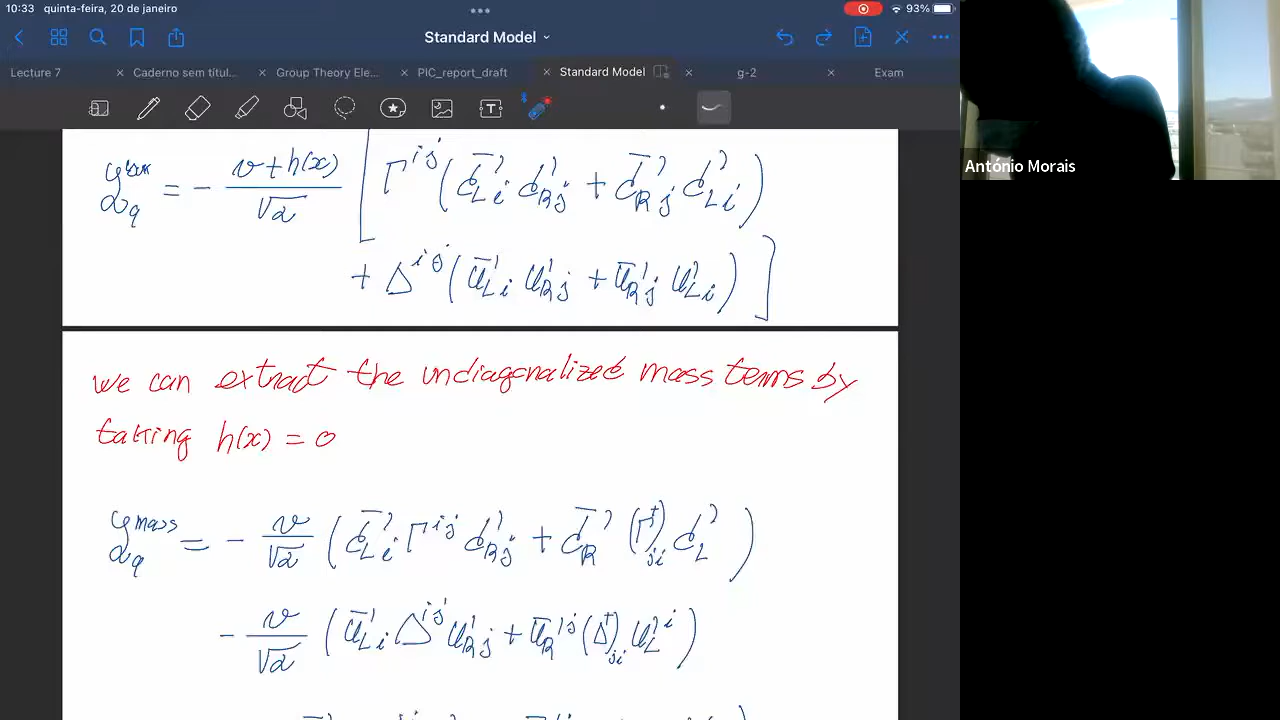 10:33 quinta-feira, 20 de janeiro
93%
Standard Model
Lecture 7
Caderno sem títul...
Group Theory Ele...
PIC_report_draft
Standard Model
g-2
Exam
António Morais
ℒ_q^Yuk = - (v + h(x))/√2 [ Γ^ij ( d̄'_Li d'_Rj + d̄'_Rj d'_Li )
+ Δ^ij ( ū'_Li u'_Rj + ū'_Rj u'_Li ) ]
we can extract the undiagonalized mass terms by
taking h(x) = 0
ℒ_q^mass = - v/√2 ( d̄'_Li Γ^ij d'_Rj + d̄'_R (Γ^†)_ji d'_L )
- v/√2 ( ū'_Li Δ^ij u'_Rj + ū'_R^j (Δ^†)_ji u'_L^i )